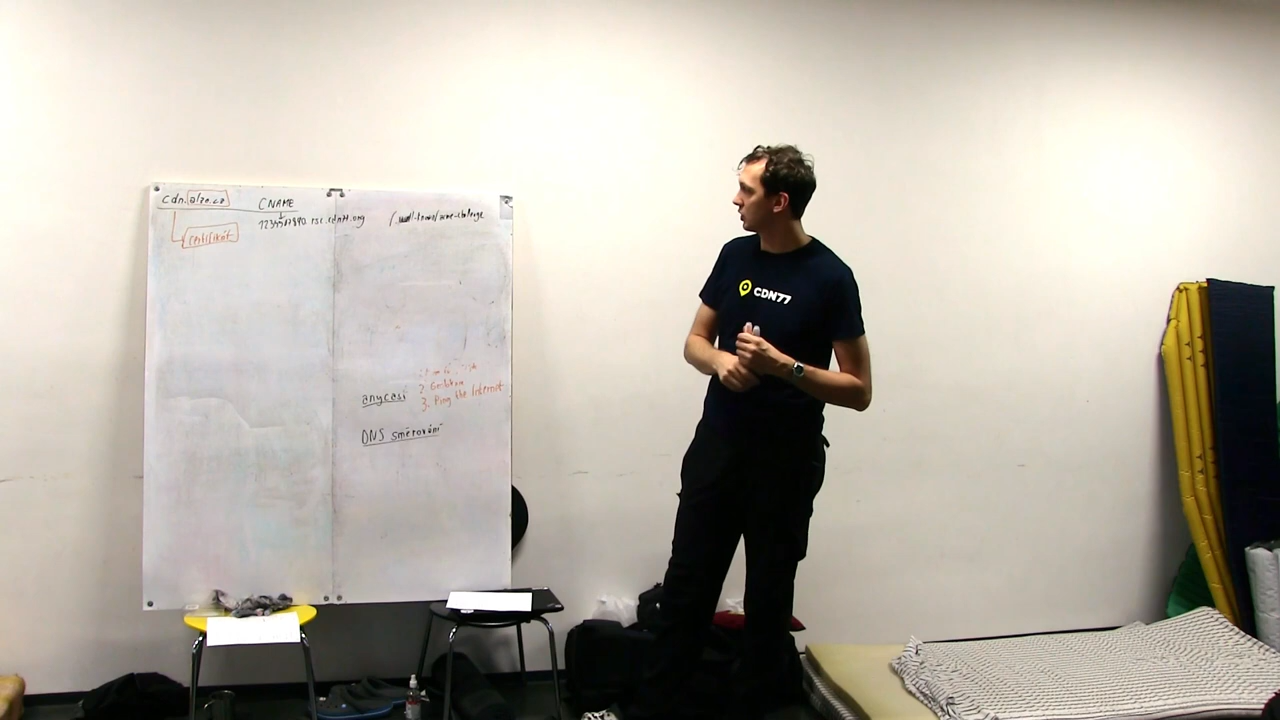 cdn.alza.cz CNAME
1234567890.rsc.cdn77.org /.well-known/acme-challenge
certifikát
CDN77
anycast
2. GeoIP
3. Ping the Internet
DNS směrování